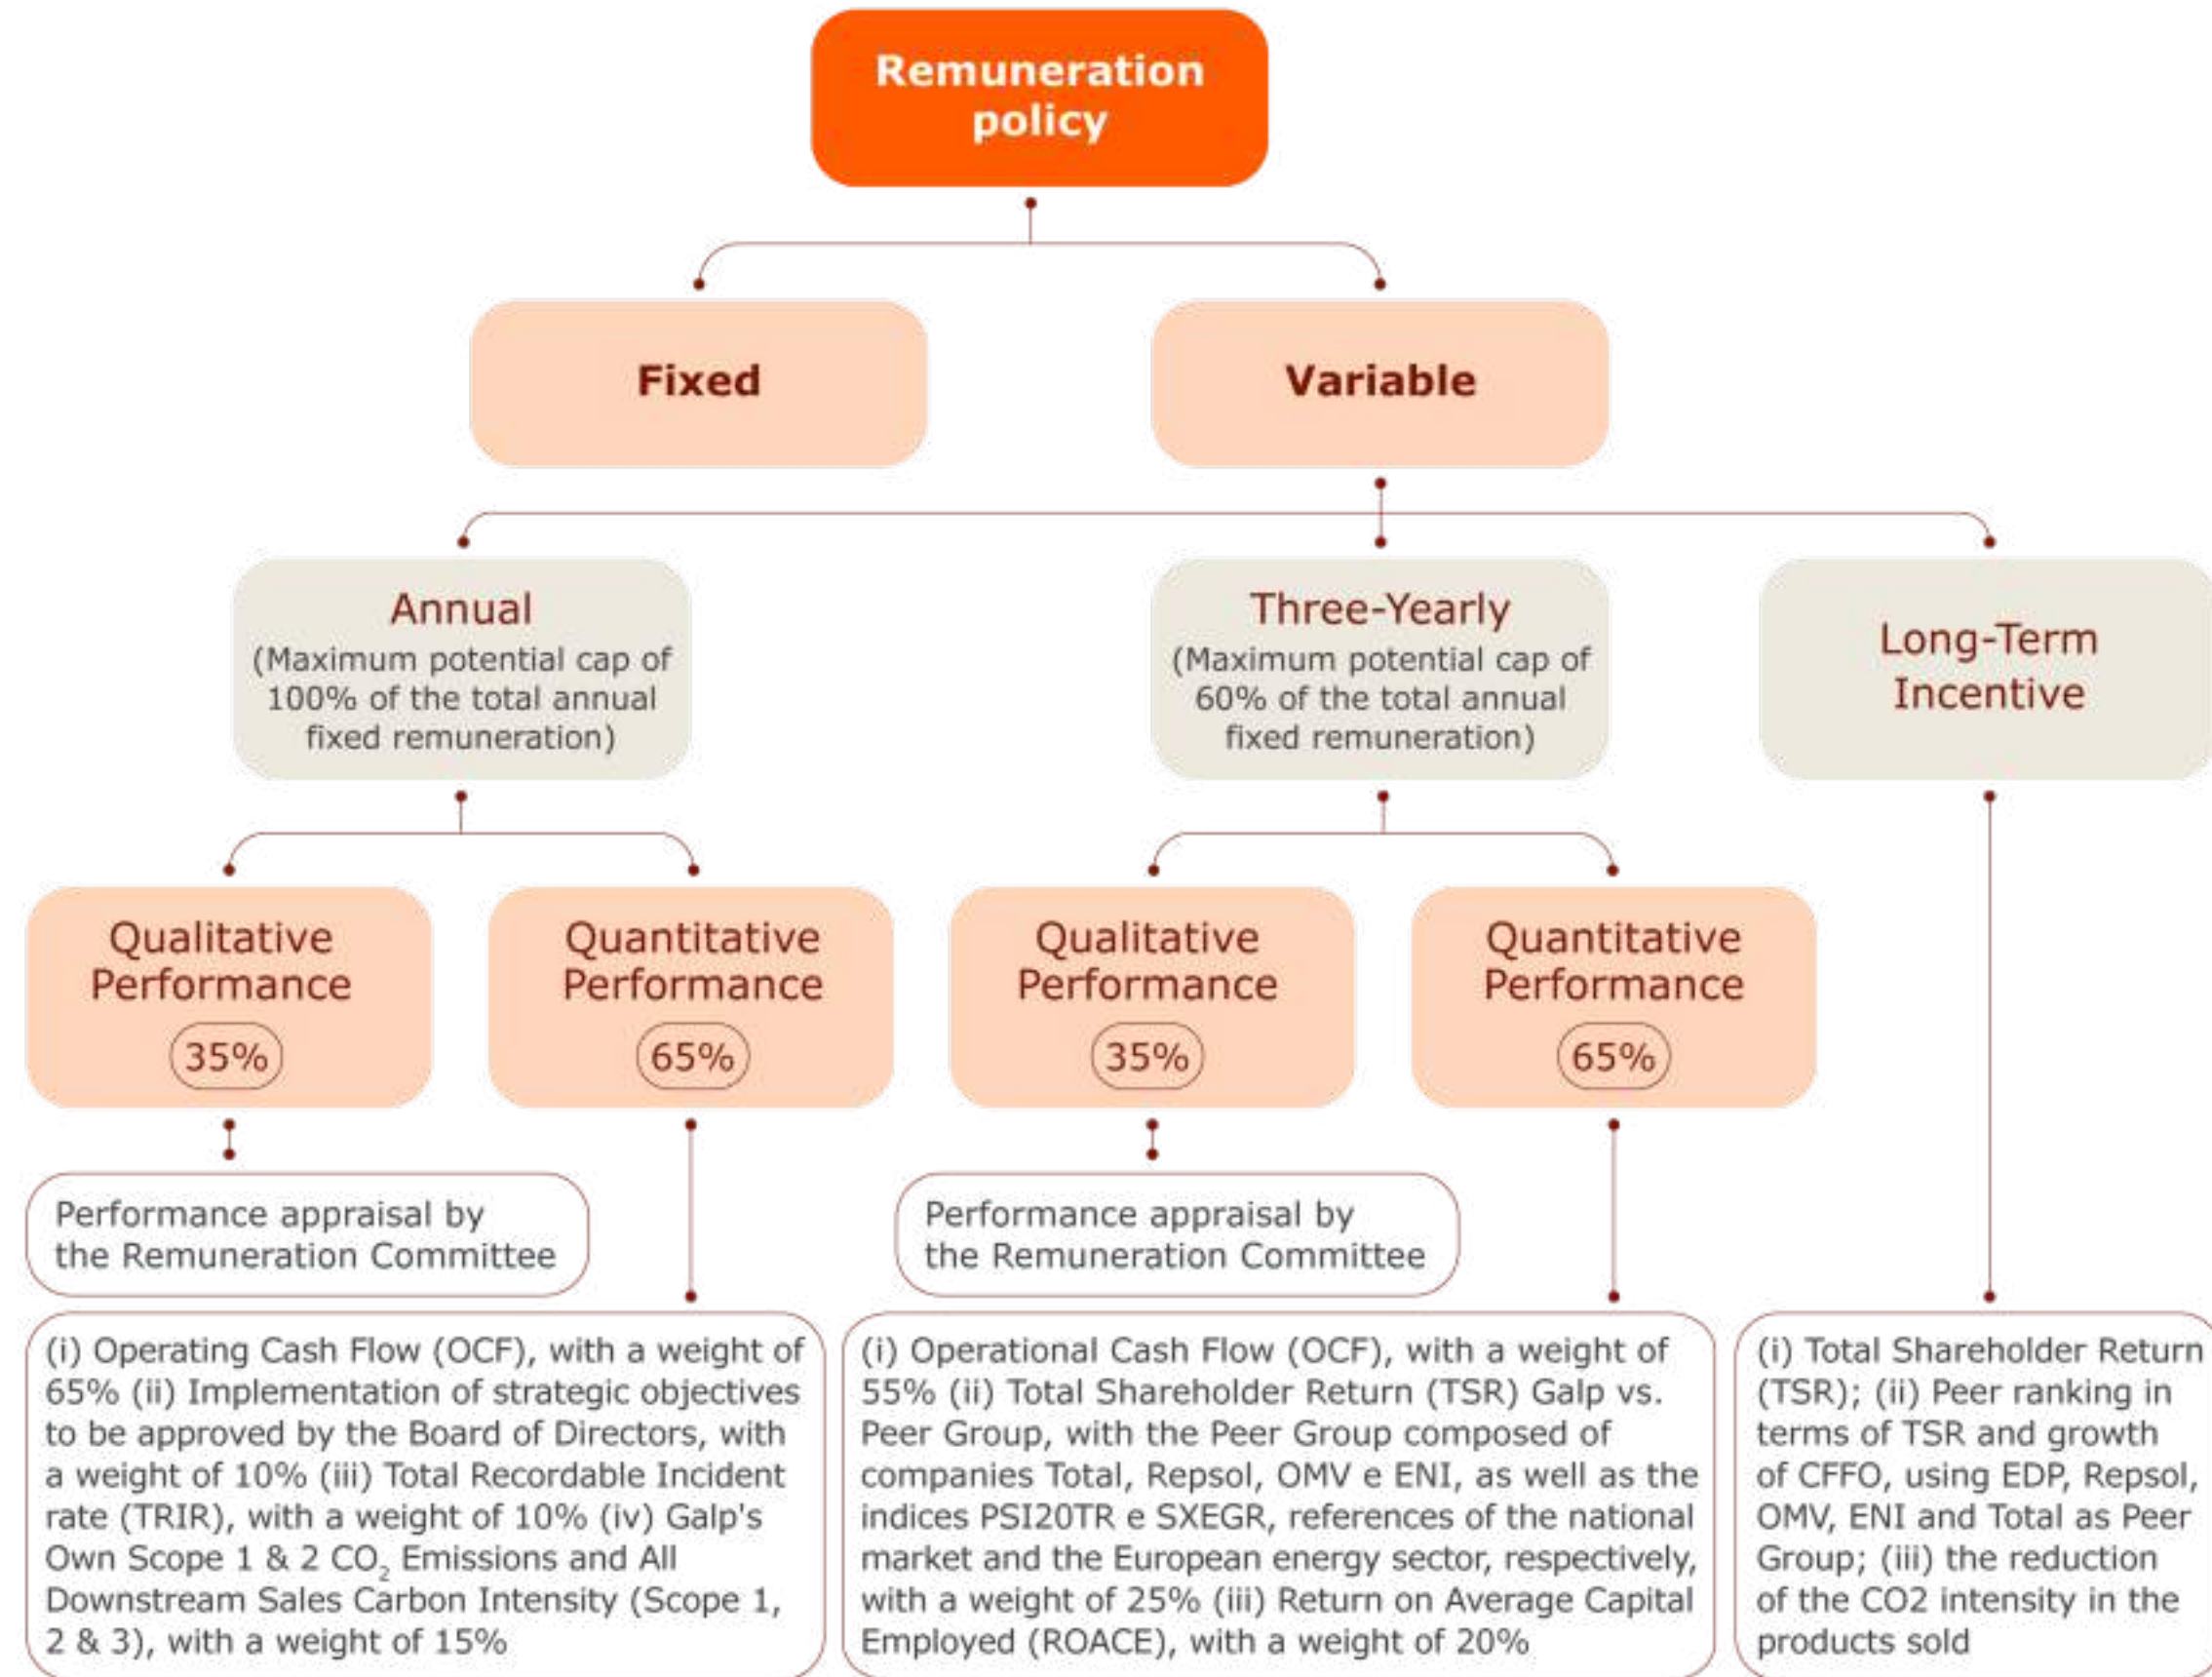 Remuneration
policy
Fixed
Variable
Annual
(Maximum potential cap of
100% of the total annual
fixed remuneration)
Three-Yearly
(Maximum potential cap of
60% of the total annual
fixed remuneration)
Long-Term
Incentive
Qualitative
Performance
35%
Quantitative
Performance
65%
Qualitative
Performance
35%
Quantitative
Performance
65%
Performance appraisal by
the Remuneration Committee
Performance appraisal by
the Remuneration Committee
(i) Operating Cash Flow (OCF), with a weight of
65% (ii) Implementation of strategic objectives
to be approved by the Board of Directors, with
a weight of 10% (iii) Total Recordable Incident
rate (TRIR), with a weight of 10% (iv) Galp's
Own Scope 1 & 2 CO₂ Emissions and All
Downstream Sales Carbon Intensity (Scope 1,
2 & 3), with a weight of 15%
(i) Operational Cash Flow (OCF), with a weight of
55% (ii) Total Shareholder Return (TSR) Galp vs.
Peer Group, with the Peer Group composed of
companies Total, Repsol, OMV e ENI, as well as the
indices PSI20TR e SXEGR, references of the national
market and the European energy sector, respectively,
with a weight of 25% (iii) Return on Average Capital
Employed (ROACE), with a weight of 20%
(i) Total Shareholder Return
(TSR); (ii) Peer ranking in
terms of TSR and growth
of CFFO, using EDP, Repsol,
OMV, ENI and Total as Peer
Group; (iii) the reduction
of the CO2 intensity in the
products sold